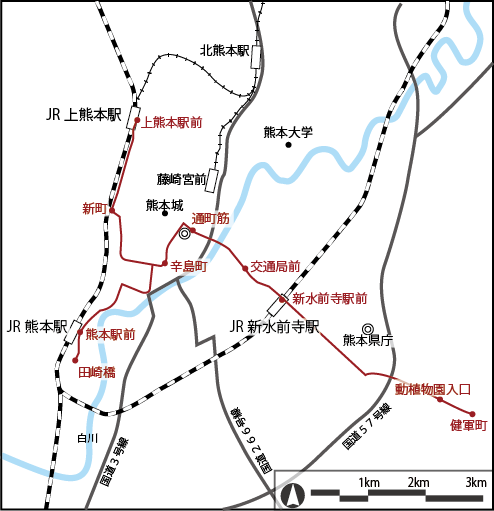 北熊本駅
JR 上熊本駅
上熊本駅前
熊本大学
藤崎宮前
新町
熊本城
通町筋
辛島町
交通局前
新水前寺駅前
JR 新水前寺駅
JR 熊本駅
熊本駅前
熊本県庁
田崎橋
動植物園入口
健軍町
白川
国道3号線
国道266号線
国道57号線
1km 2km 3km